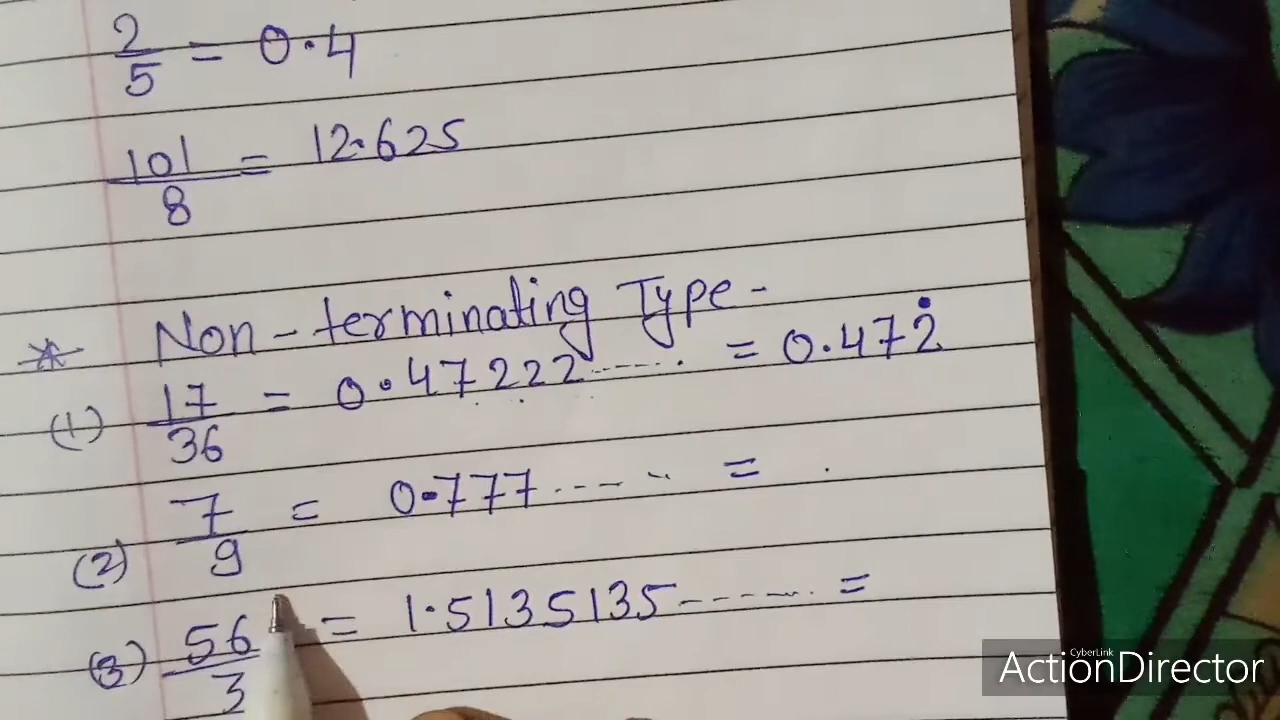 2/5 = 0.4
101/8 = 12.625
* Non-terminating Type-
(1) 17/36 = 0.47222...... = 0.472̇
(2) 7/9 = 0.777...... = .
(3) 56/3 = 1.5135135....... =
CyberLink
ActionDirector